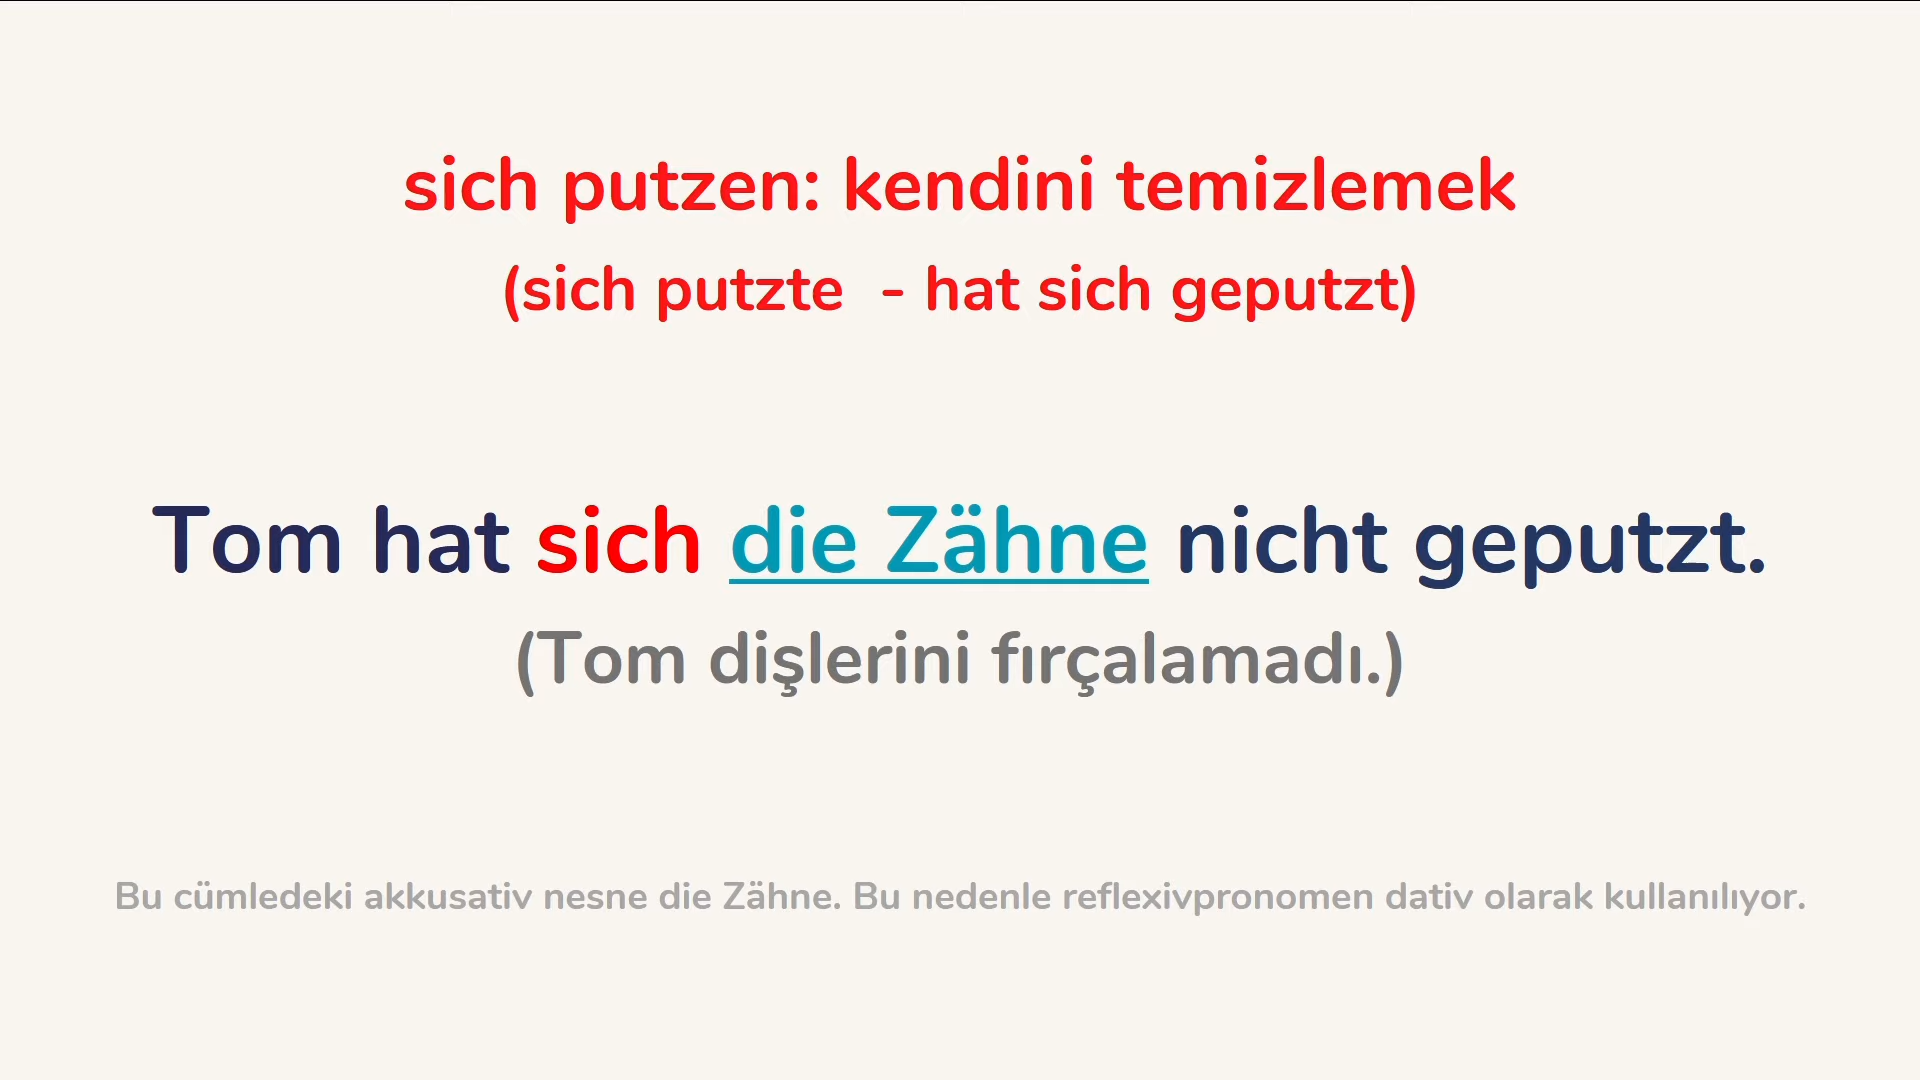 sich putzen: kendini temizlemek
(sich putzte  - hat sich geputzt)
Tom hat sich die Zähne nicht geputzt.
(Tom dişlerini fırçalamadı.)
Bu cümledeki akkusativ nesne die Zähne. Bu nedenle reflexivpronomen dativ olarak kullanılıyor.